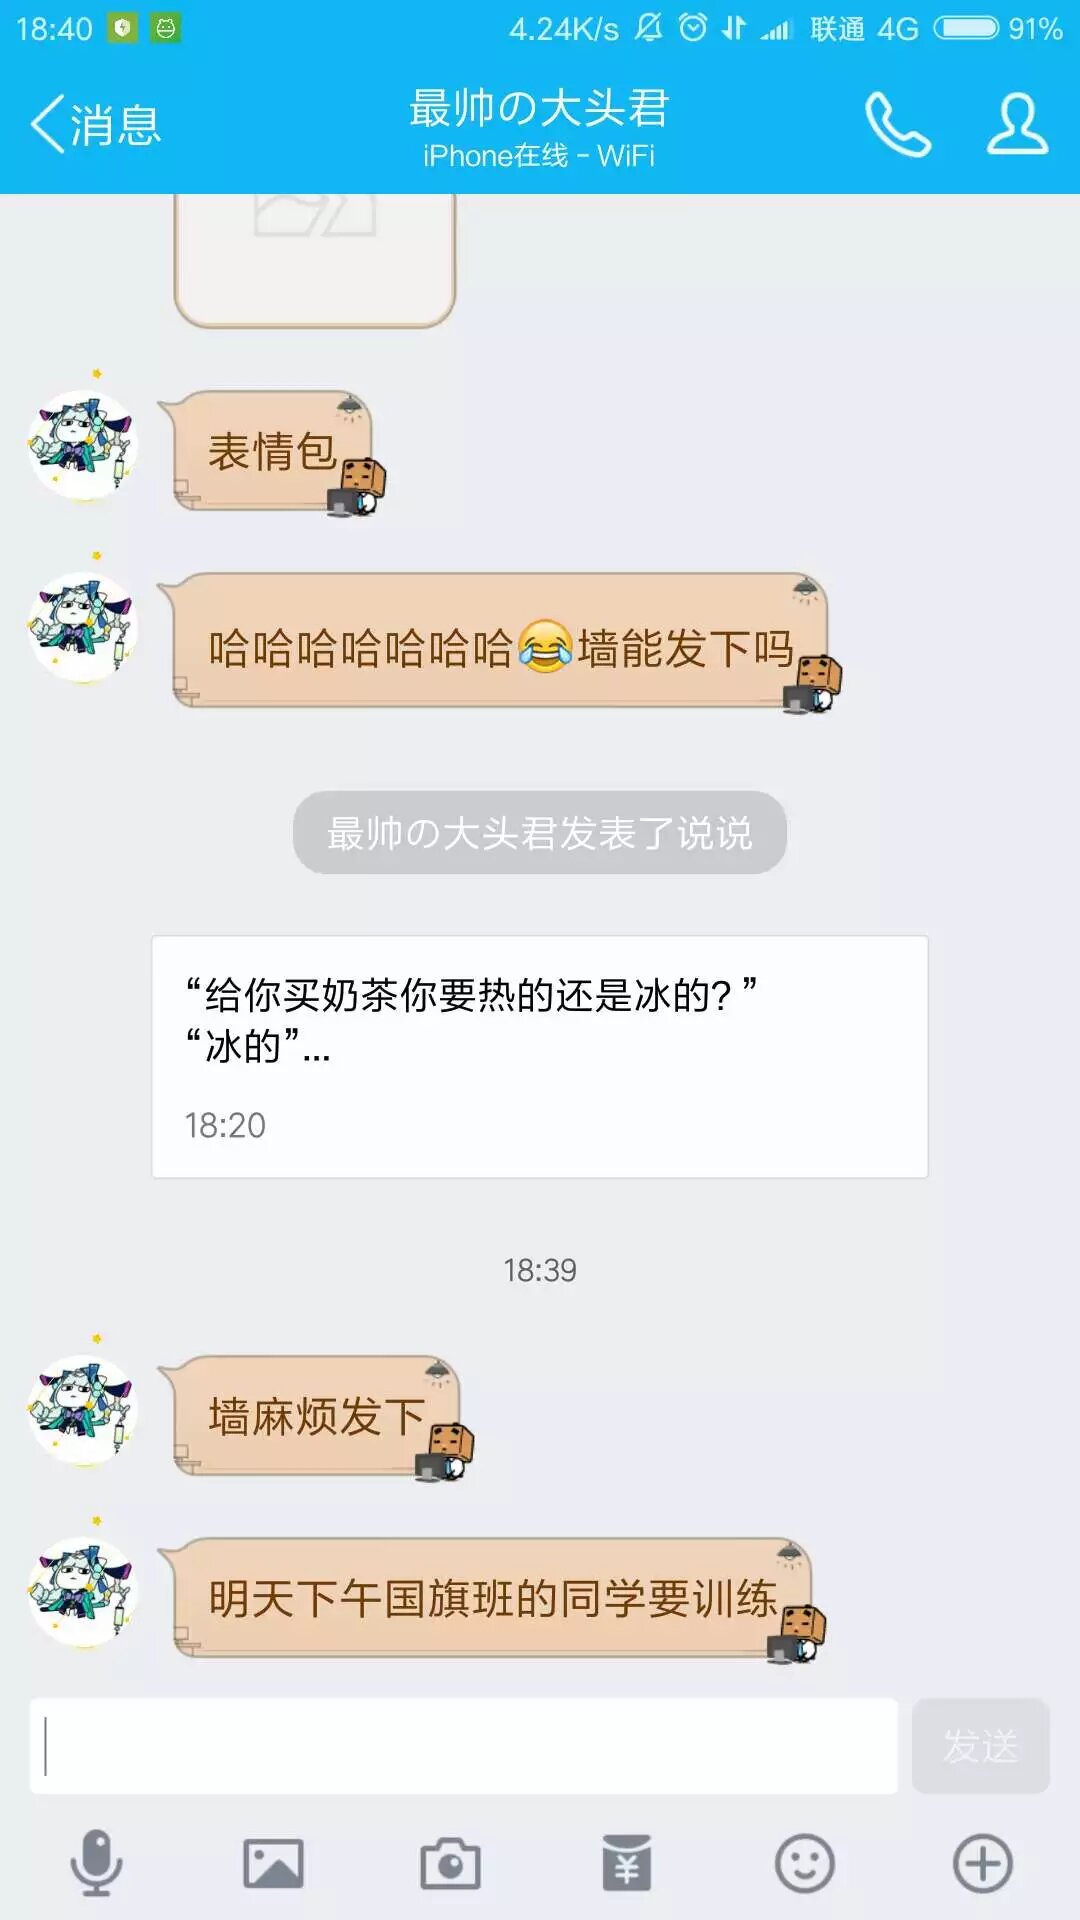 18:40 4.24K/s 联通 4G 91%
消息
最帅の大头君
iPhone在线 - WiFi
表情包
哈哈哈哈哈哈哈😂墙能发下吗
最帅の大头君发表了说说
“给你买奶茶你要热的还是冰的？”
“冰的”...
18:20
18:39
墙麻烦发下
明天下午国旗班的同学要训练
发送